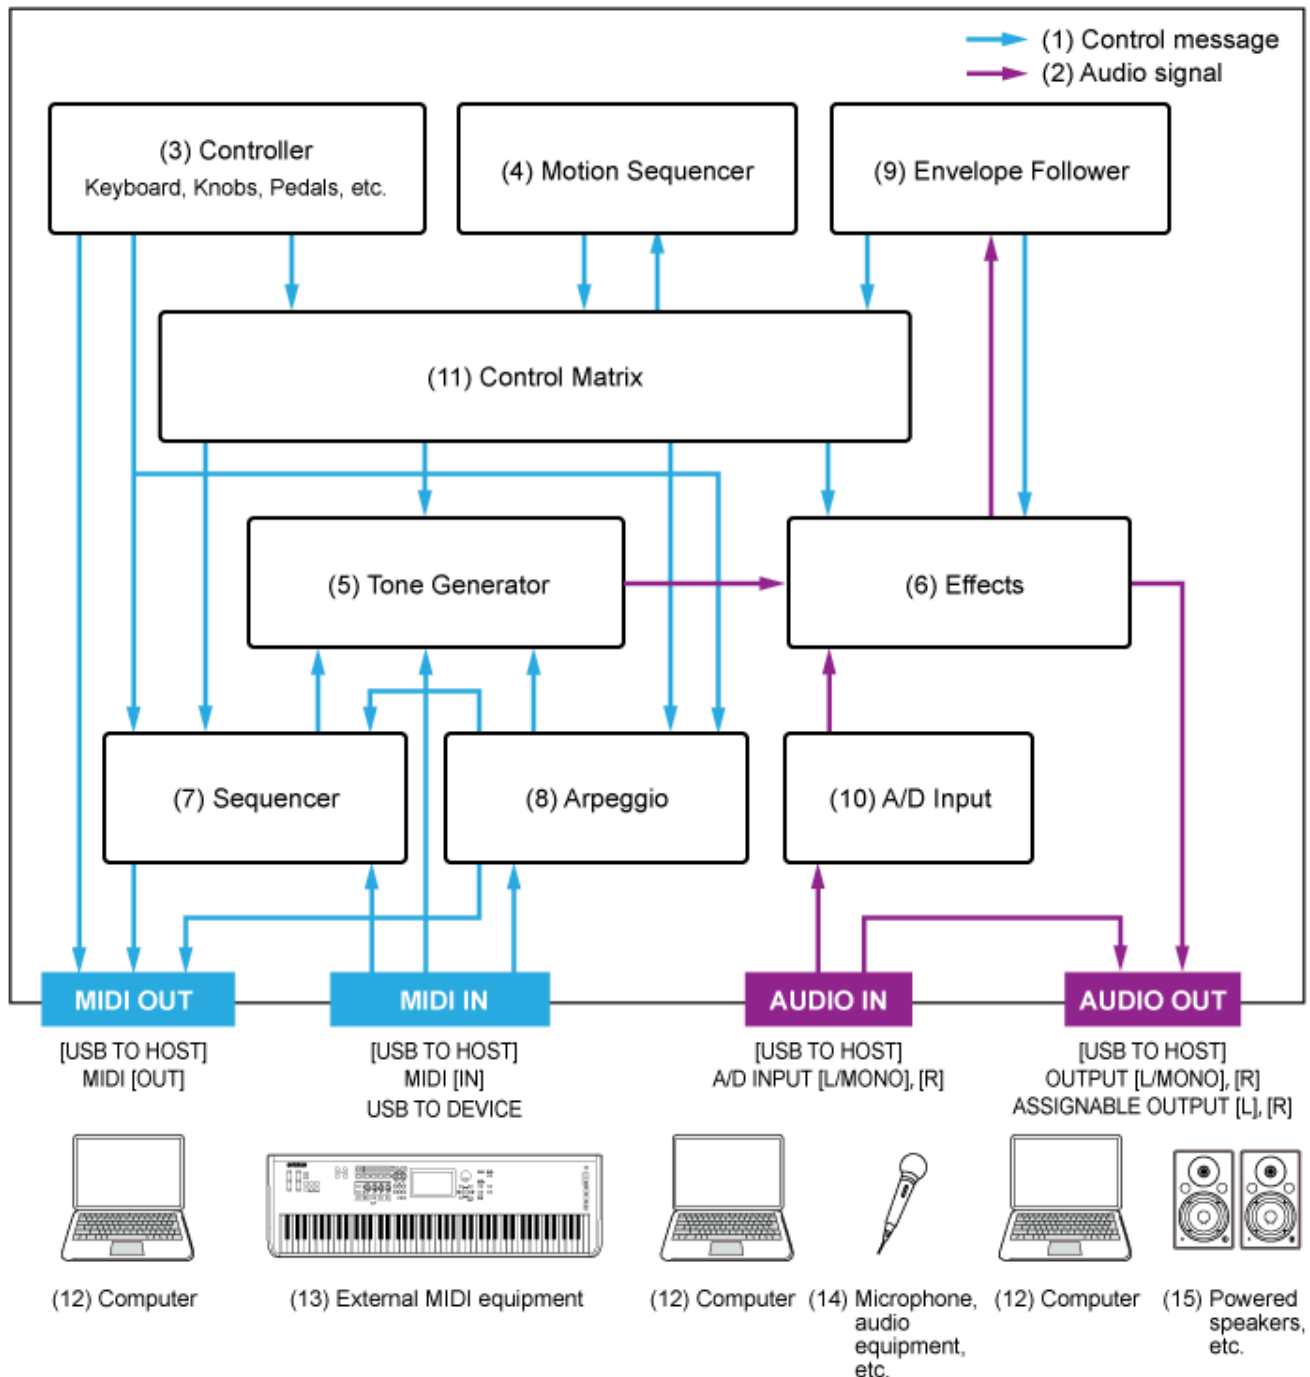 (1) Control message
(2) Audio signal
(3) Controller
Keyboard, Knobs, Pedals, etc.
(4) Motion Sequencer
(9) Envelope Follower
(11) Control Matrix
(5) Tone Generator
(6) Effects
(7) Sequencer
(8) Arpeggio
(10) A/D Input
MIDI OUT
MIDI IN
AUDIO IN
AUDIO OUT
[USB TO HOST]
MIDI [OUT]
[USB TO HOST]
MIDI [IN]
USB TO DEVICE
[USB TO HOST]
A/D INPUT [L/MONO], [R]
[USB TO HOST]
OUTPUT [L/MONO], [R]
ASSIGNABLE OUTPUT [L], [R]
(12) Computer
(13) External MIDI equipment
(12) Computer
(14) Microphone,
audio
equipment,
etc.
(12) Computer
(15) Powered
speakers,
etc.